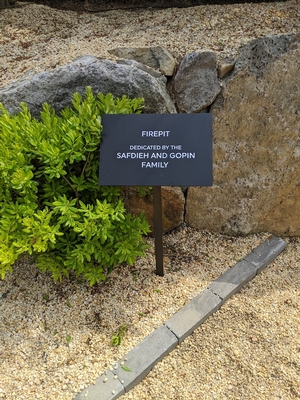 FIREPIT
DEDICATED BY THE
SAFDIEH AND GOPIN
FAMILY